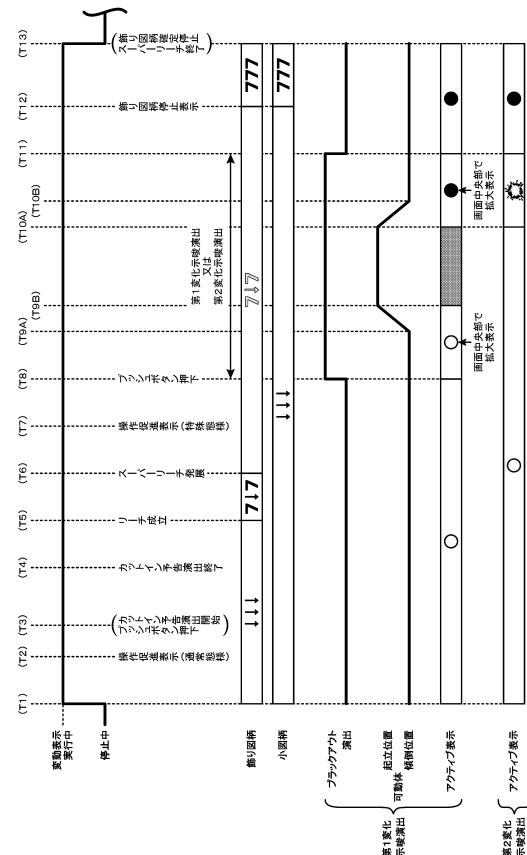 (T1)
(T2)
(T3)
(T4)
(T5)
(T6)
(T7)
(T8)
(T9A)
(T9B)
(T10A)
(T10B)
(T11)
(T12)
(T13)
操作促進表示(通常態様)
カットイン予告演出開始
プッシュボタン押下
カットイン予告演出終了
リーチ成立
スーパーリーチ発展
操作促進表示(特殊態様)
プッシュボタン押下
第1変化示唆演出
又は
第2変化示唆演出
飾り図柄停止表示
飾り図柄確定停止
スーパーリーチ終了
変動表示
実行中
停止中
飾り図柄
↓↓↓
7↓7
7↓7
777
小図柄
↓↓↓
777
ブラックアウト
演出
可動体
起立位置
傾倒位置
アクティブ表示
画面中央部で
拡大表示
画面中央部で
拡大表示
第1変化
示唆演出
アクティブ表示
第2変化
示唆演出